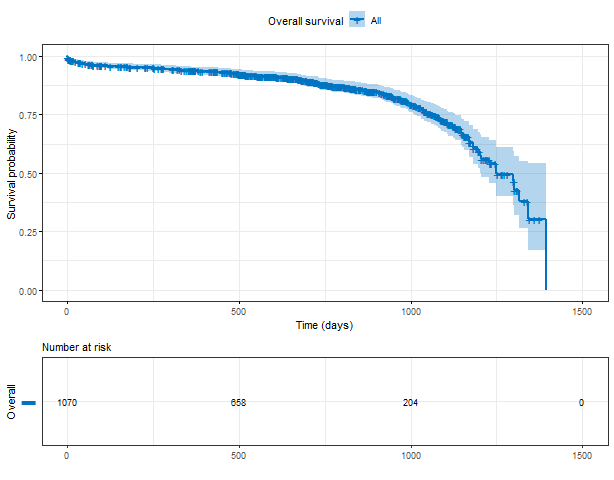 Overall survival All
1.00
0.75
0.50
0.25
0.00
Survival probability
0 500 1000 1500
Time (days)
Number at risk
Overall
1070 658 204 0
0 500 1000 1500